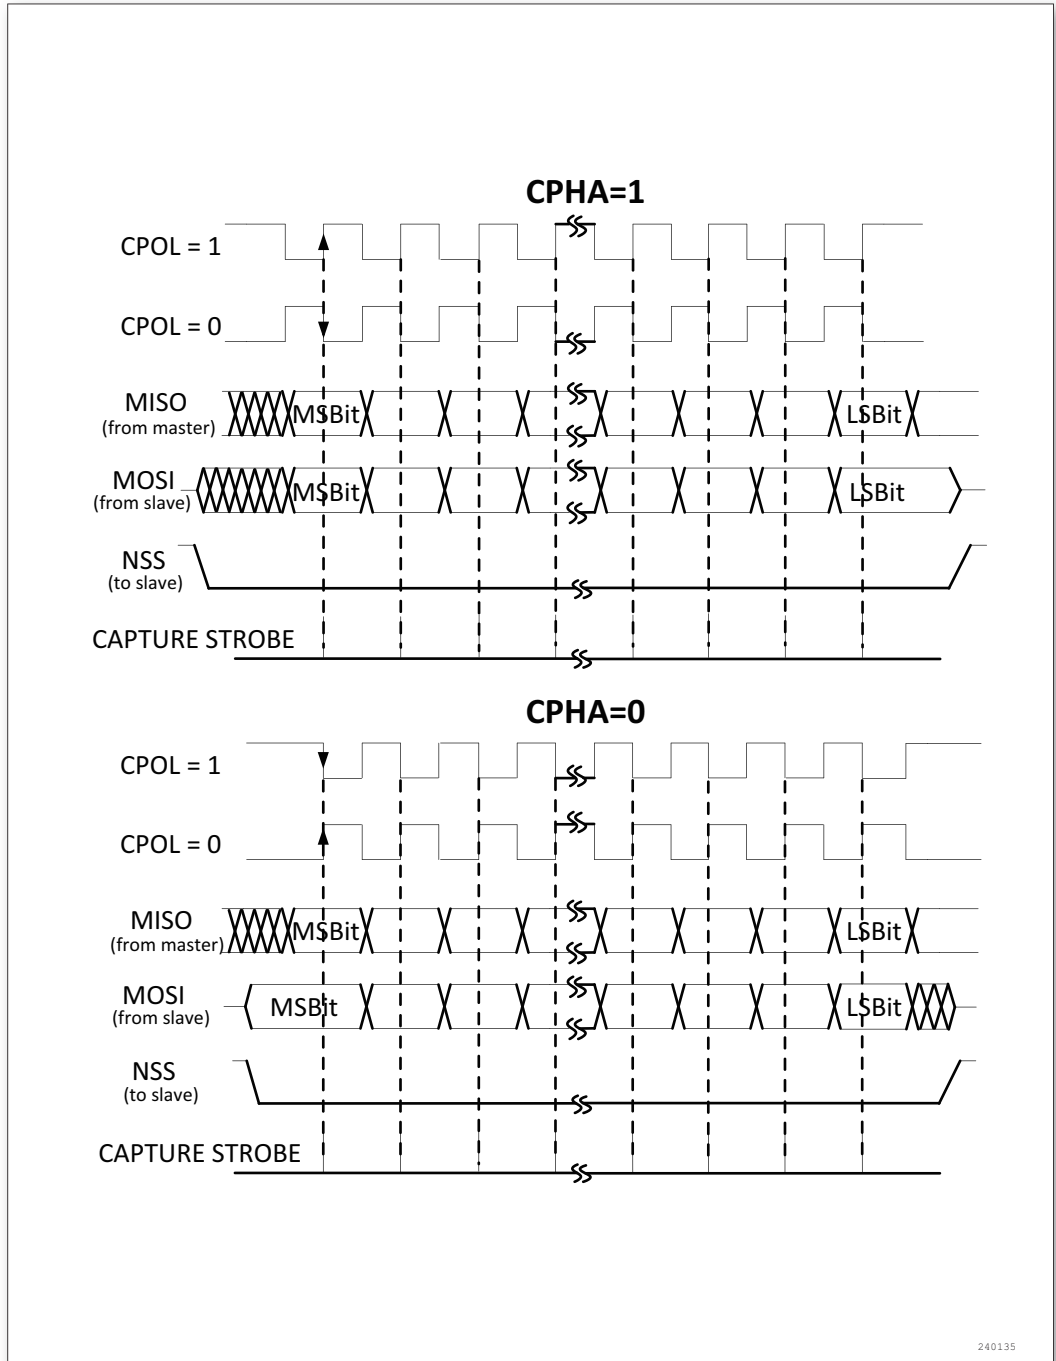 CPHA=1
CPOL = 1
CPOL = 0
MISO
(from master)
MSBit
LSBit
MOSI
(from slave)
MSBit
LSBit
NSS
(to slave)
CAPTURE STROBE
CPHA=0
CPOL = 1
CPOL = 0
MISO
(from master)
MSBit
LSBit
MOSI
(from slave)
MSBit
LSBit
NSS
(to slave)
CAPTURE STROBE
240135